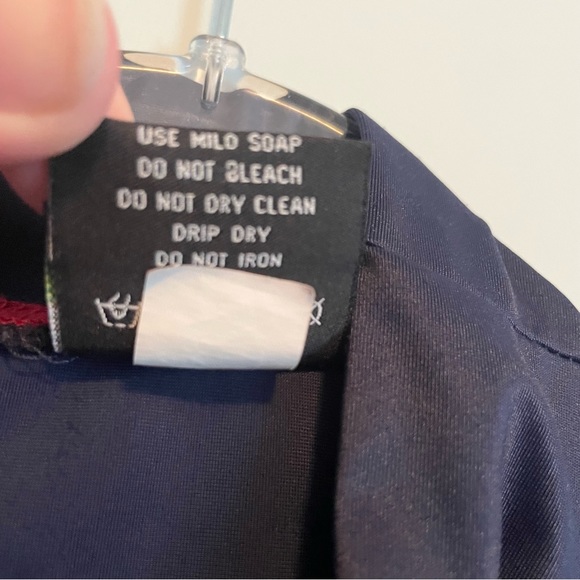 USE MILD SOAP
DO NOT BLEACH
DO NOT DRY CLEAN
DRIP DRY
DO NOT IRON